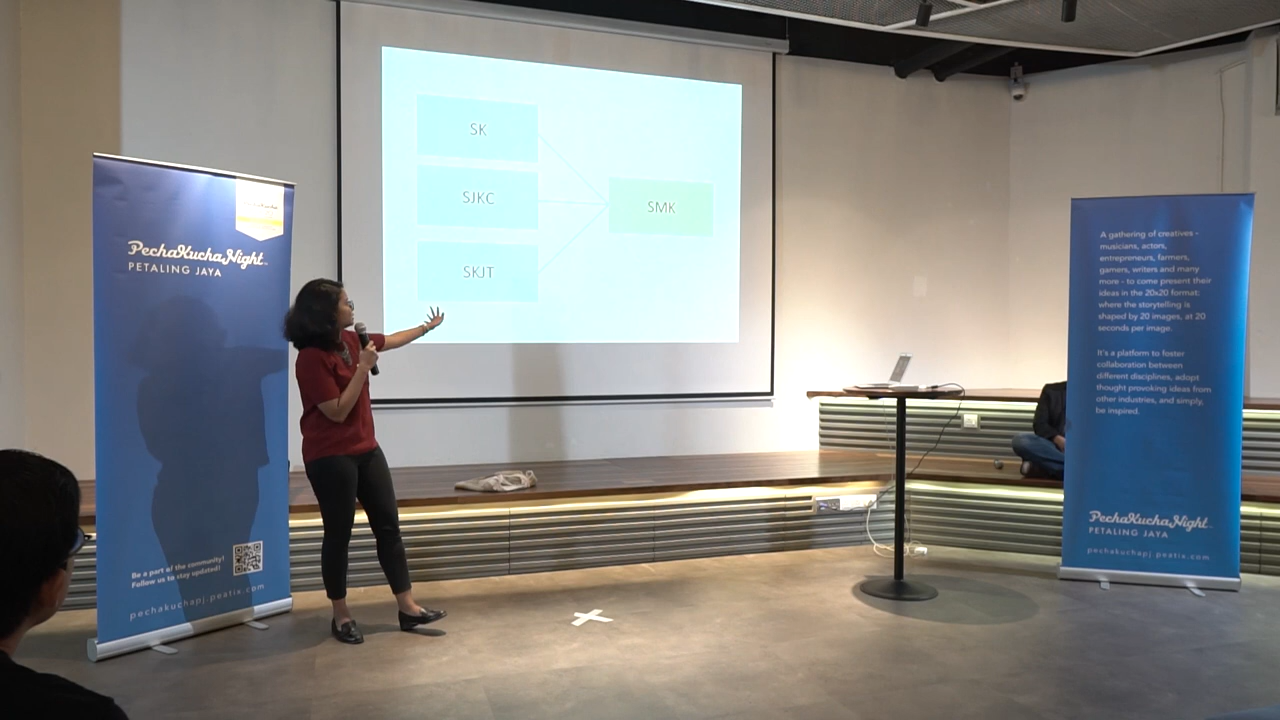 SK
SJKC
SKJT
SMK
PechaKucha Night
PETALING JAYA
Be a part of the community!
Follow us to stay updated!
pechakuchapj.peatix.com
A gathering of creatives -
musicians, actors,
entrepreneurs, farmers,
gamers, writers and many
more - to come present their
ideas in the 20x20 format:
where the storytelling is
shaped by 20 images, at 20
seconds per image.
It's a platform to foster
collaboration between
different disciplines, adopt
thought provoking ideas from
other industries, and simply,
be inspired.
PechaKucha Night
PETALING JAYA
pechakuchapj.peatix.com